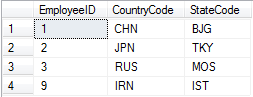 EmployeeID CountryCode StateCode
1 1 CHN BJG
2 2 JPN TKY
3 3 RUS MOS
4 9 IRN IST